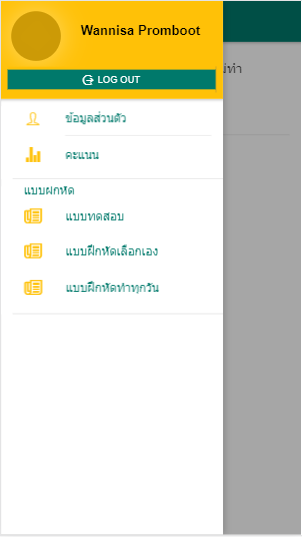 Wannisa Promboot
LOG OUT
ข้อมูลส่วนตัว
คะแนน
แบบฝึกหัด
แบบทดสอบ
แบบฝึกหัดเลือกเอง
แบบฝึกหัดทำทุกวัน